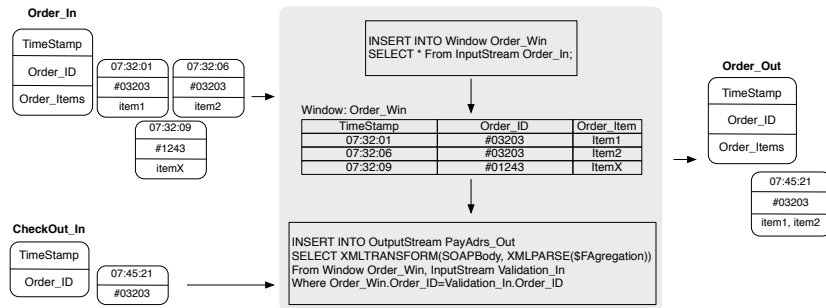 Order_In
TimeStamp
Order_ID
Order_Items
07:32:01
#03203
item1
07:32:06
#03203
item2
07:32:09
#1243
itemX
CheckOut_In
TimeStamp
Order_ID
07:45:21
#03203
INSERT INTO Window Order_Win
SELECT * From InputStream Order_In;
Window: Order_Win
TimeStamp Order_ID Order_Item
07:32:01 #03203 Item1
07:32:06 #03203 Item2
07:32:09 #01243 ItemX
INSERT INTO OutputStream PayAdrs_Out
SELECT XMLTRANSFORM(SOAPBody, XMLPARSE($FAgregation))
From Window Order_Win, InputStream Validation_In
Where Order_Win.Order_ID=Validation_In.Order_ID
Order_Out
TimeStamp
Order_ID
Order_Items
07:45:21
#03203
item1, item2